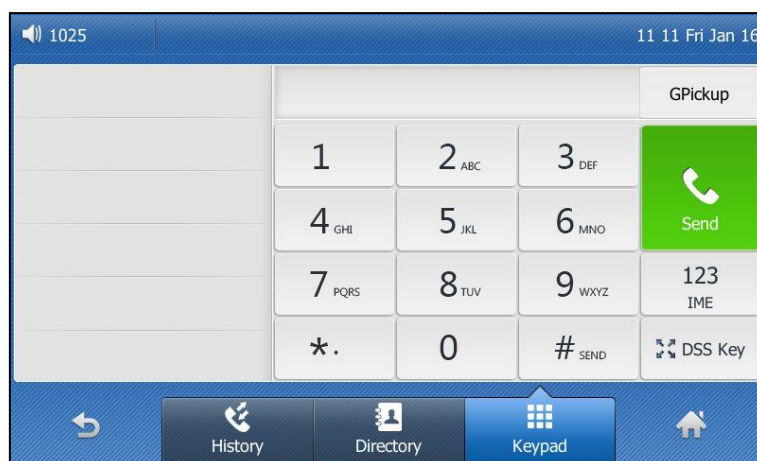 1025
11 11 Fri Jan 16
GPickup
1
2 ABC
3 DEF
Send
4 GHI
5 JKL
6 MNO
7 PQRS
8 TUV
9 WXYZ
123
IME
*.
0
# SEND
DSS Key
History
Directory
Keypad